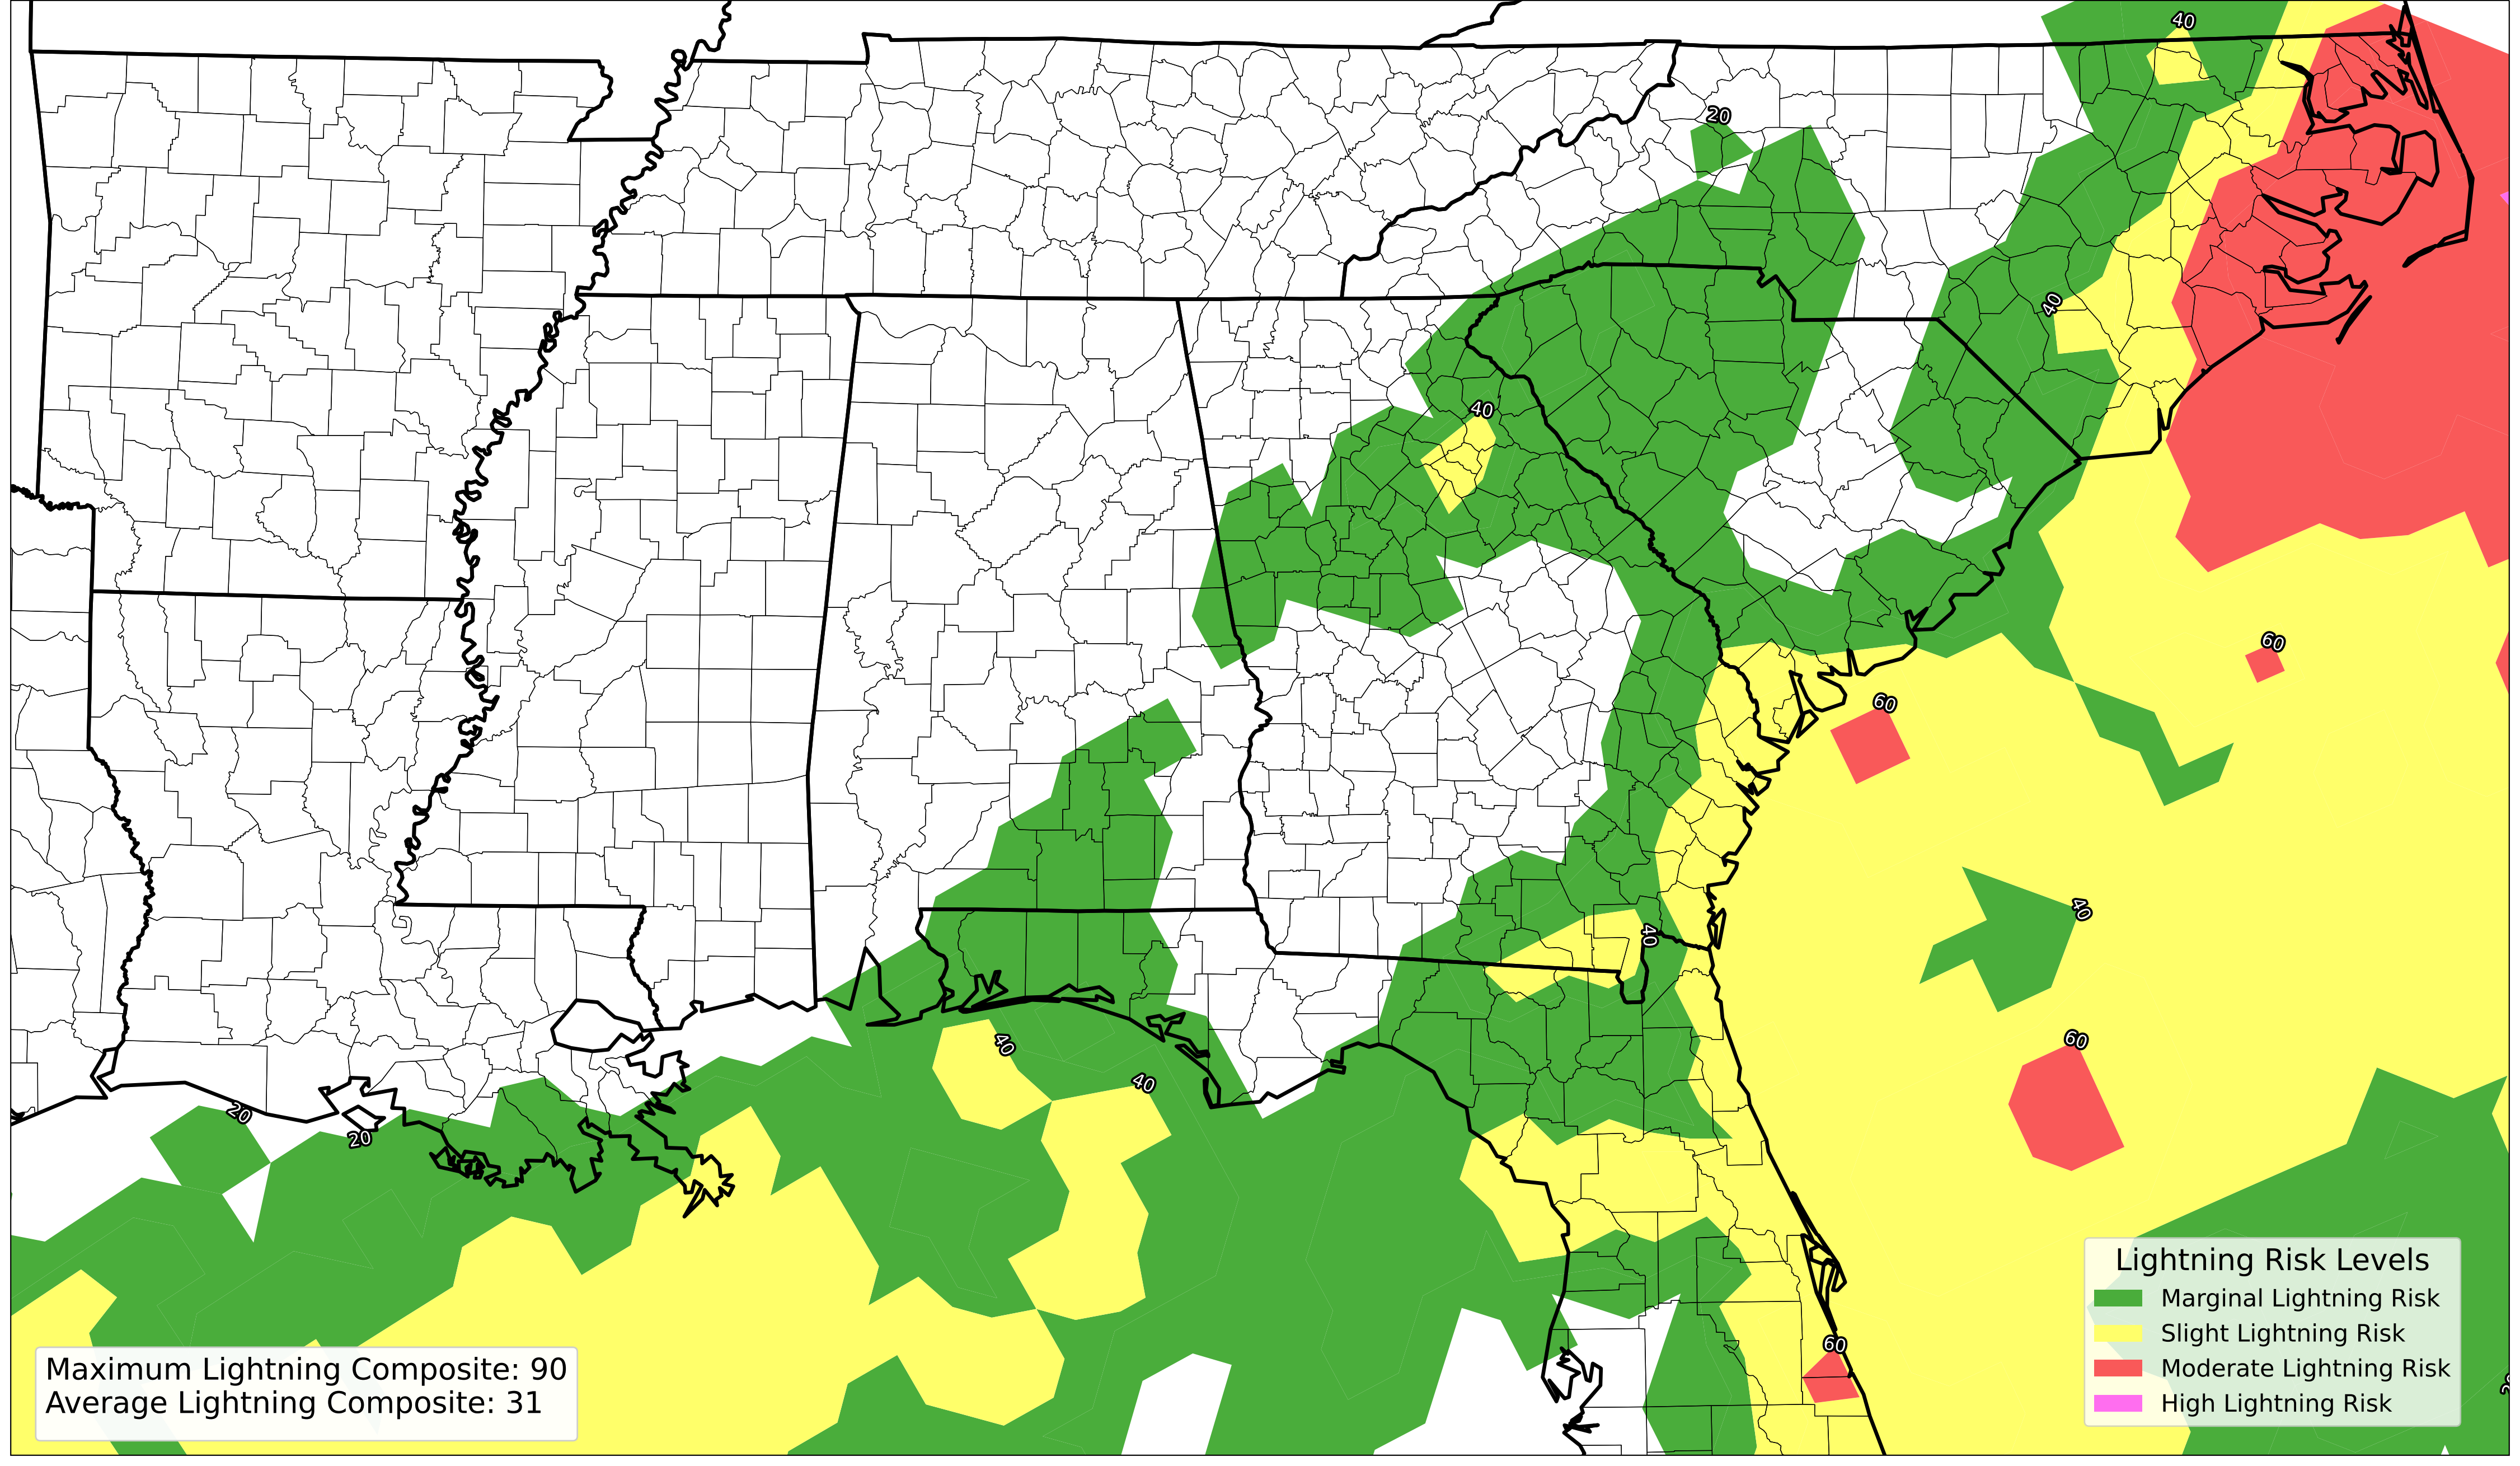 40
20
40
40
60
60
40
40
60
40
40
20
20
60
Lightning Risk Levels
Marginal Lightning Risk
Slight Lightning Risk
Moderate Lightning Risk
High Lightning Risk
Maximum Lightning Composite: 90
Average Lightning Composite: 31